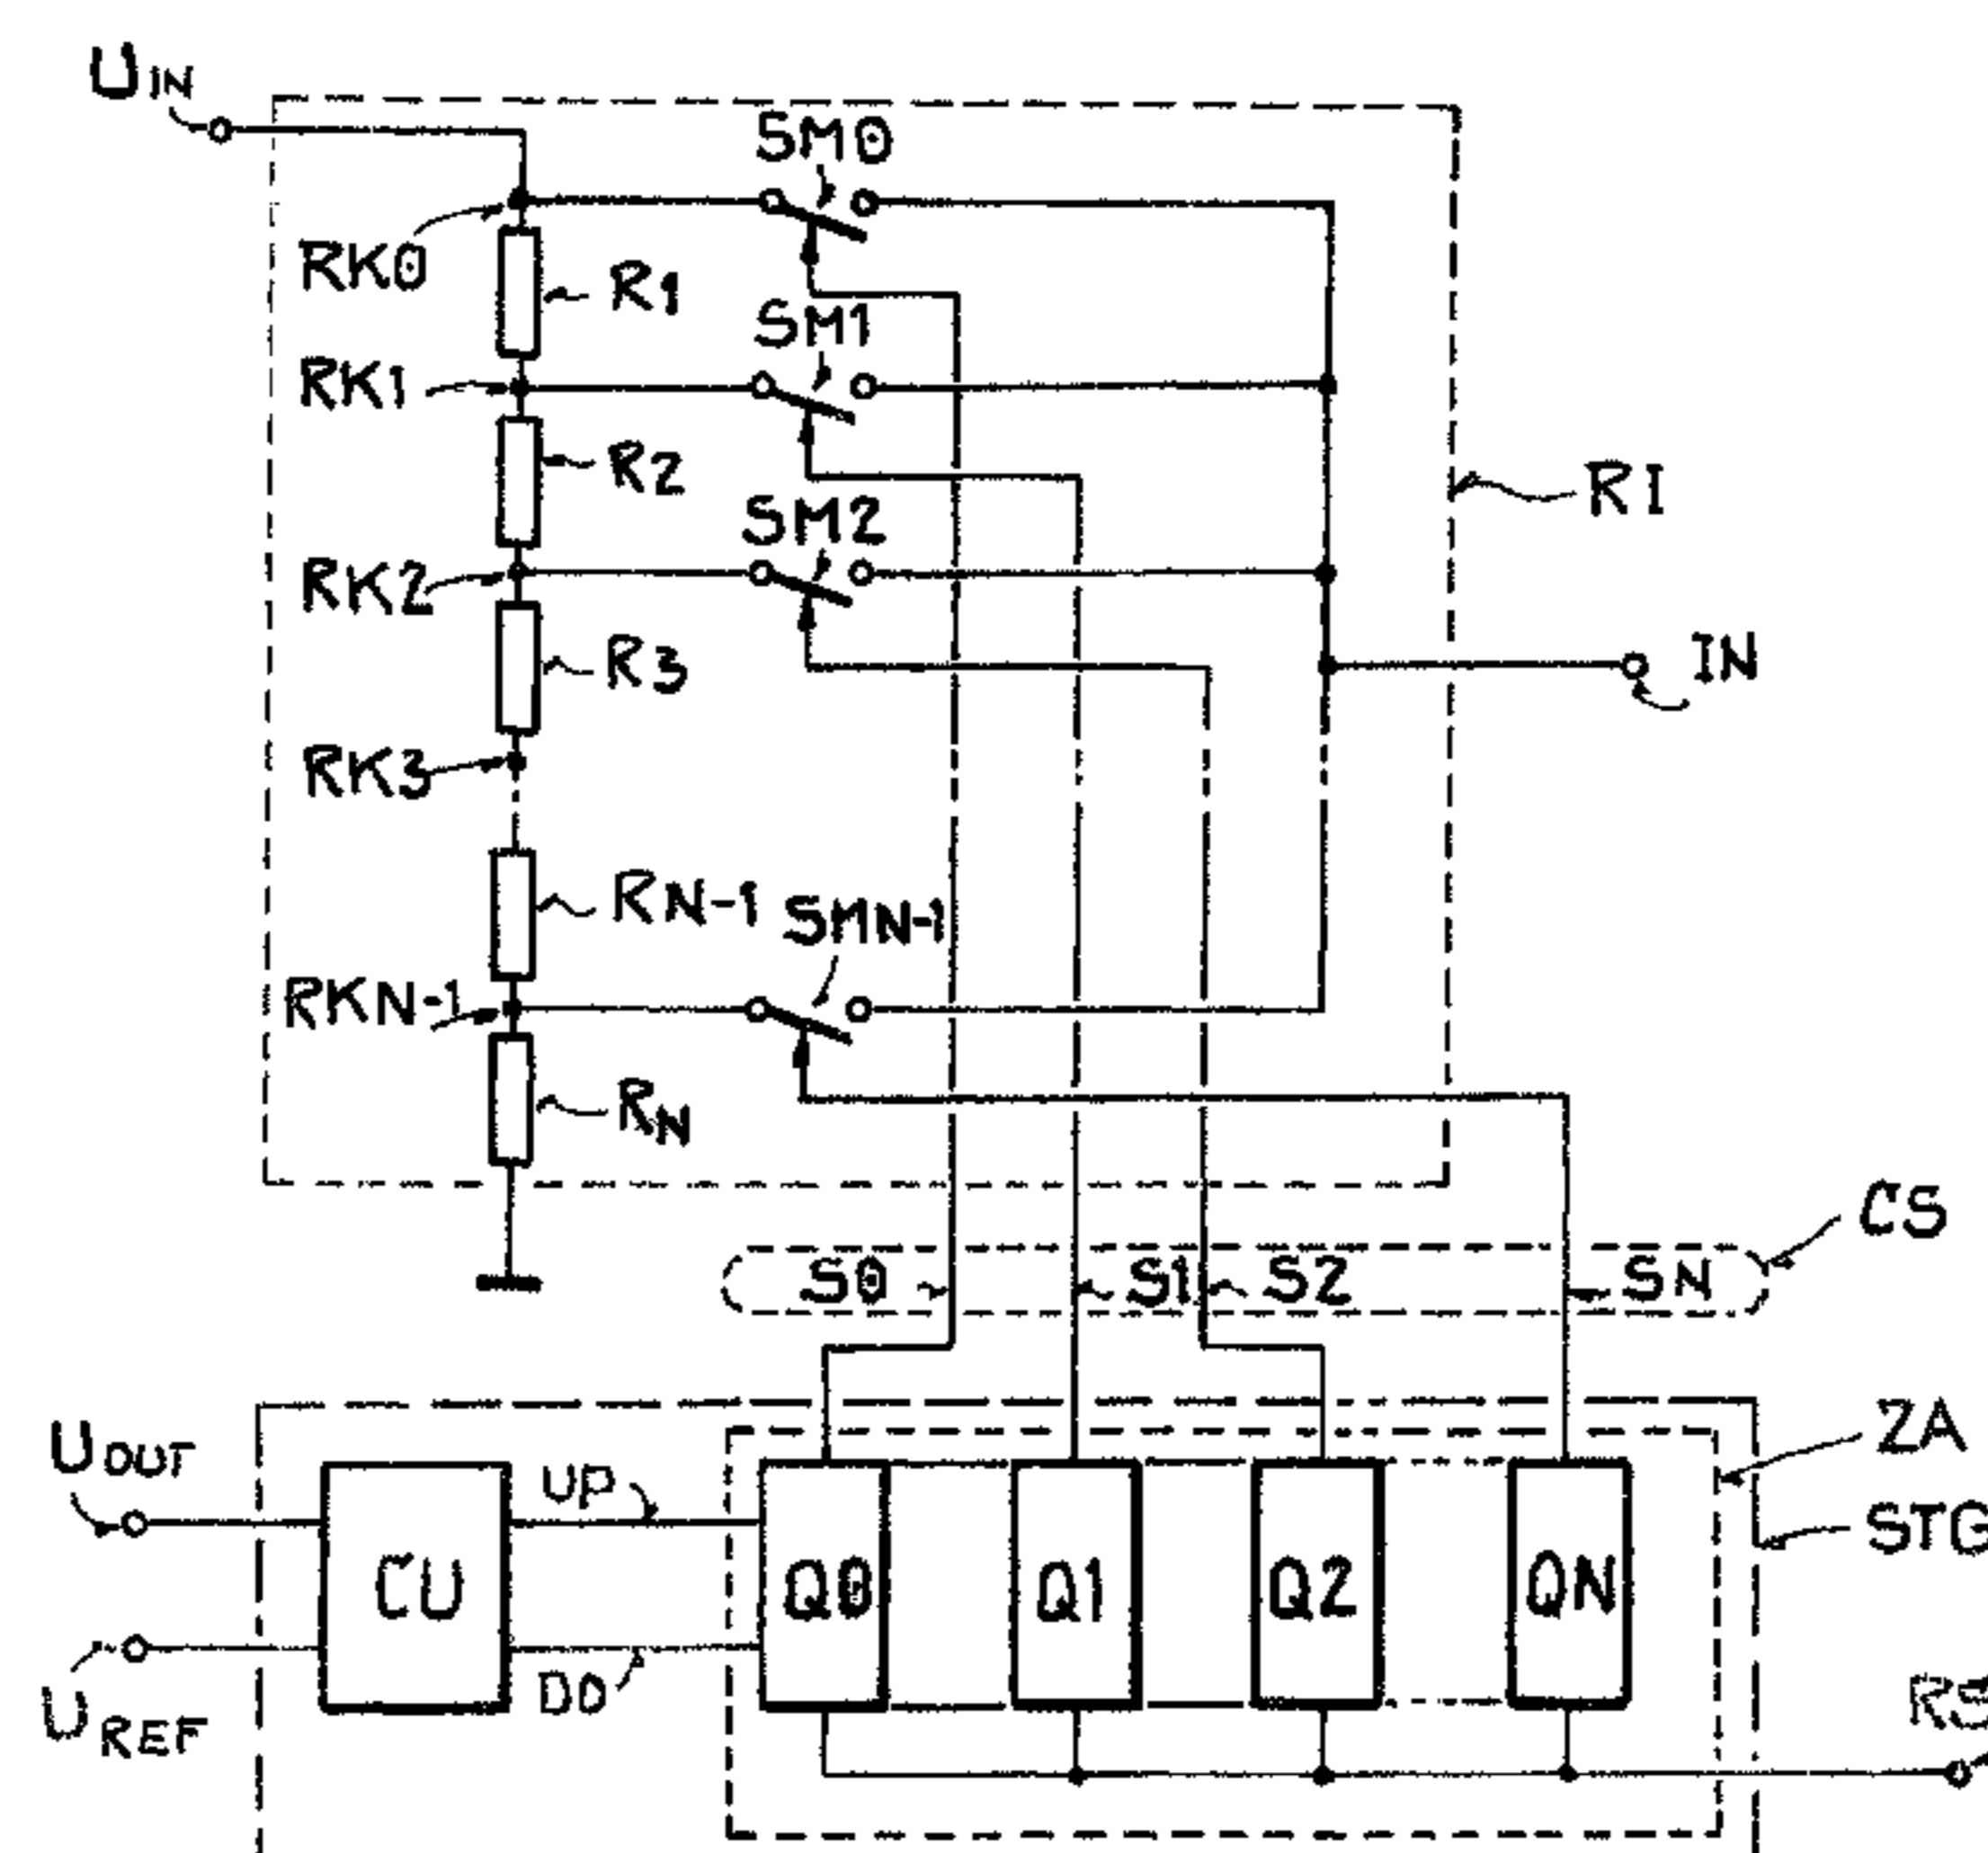 UIN
SM0
RK0
R1
SM1
RK1
R2
RI
SM2
RK2
R3
IN
RK3
RN-1
SMN-1
RKN-1
RN
CS
S0 S1 S2 SN
UOUT
UP
ZA
STG
CU
Q0 Q1 Q2 QN
UREF
DO
RS